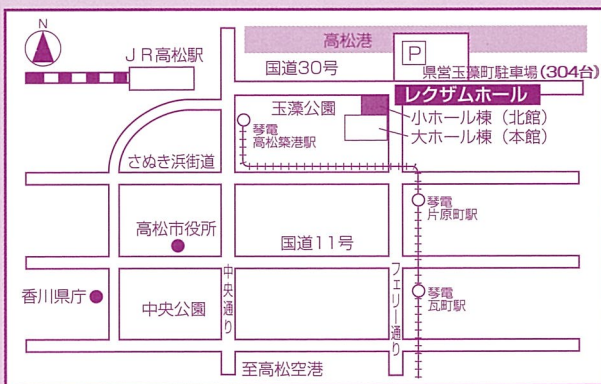 N
高松港
P
JR高松駅
国道30号
県営玉藻町駐車場(304台)
レクザムホール
玉藻公園
小ホール棟(北館)
大ホール棟(本館)
琴電
高松築港駅
さぬき浜街道
琴電
片原町駅
高松市役所
国道11号
香川県庁
中央公園
中央通り
フェリー通り
琴電
瓦町駅
至高松空港